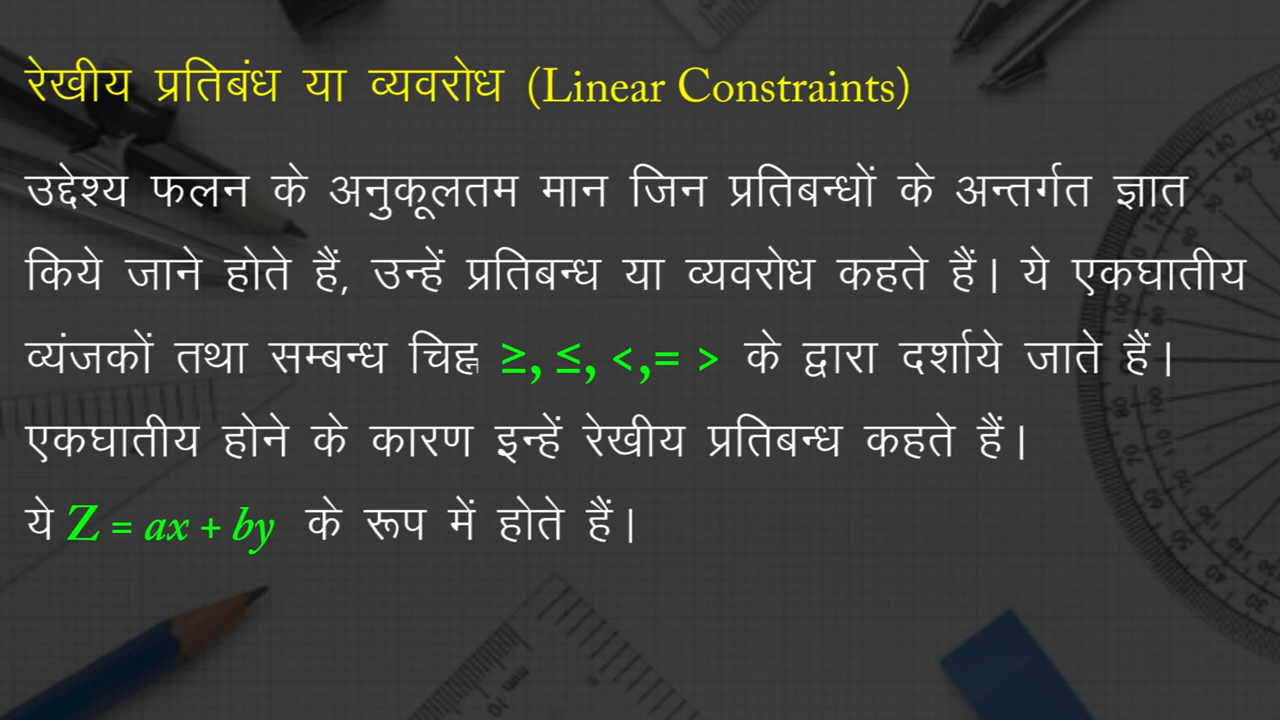 रेखीय प्रतिबंध या व्यवरोध (Linear Constraints)
उद्देश्य फलन के अनुकूलतम मान जिन प्रतिबन्धों के अन्तर्गत ज्ञात
किये जाने होते हैं, उन्हें प्रतिबन्ध या व्यवरोध कहते हैं। ये एकघातीय
व्यंजकों तथा सम्बन्ध चिह्न ≥, ≤, <,= > के द्वारा दर्शाये जाते हैं।
एकघातीय होने के कारण इन्हें रेखीय प्रतिबन्ध कहते हैं।
ये Z = ax + by के रूप में होते हैं।